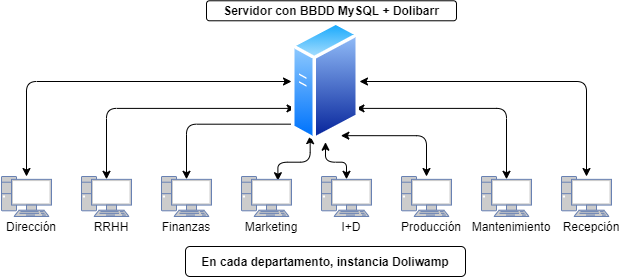 Servidor con BBDD MySQL + Dolibarr
Dirección RRHH Finanzas Marketing I+D Producción Mantenimiento Recepción
En cada departamento, instancia Doliwamp